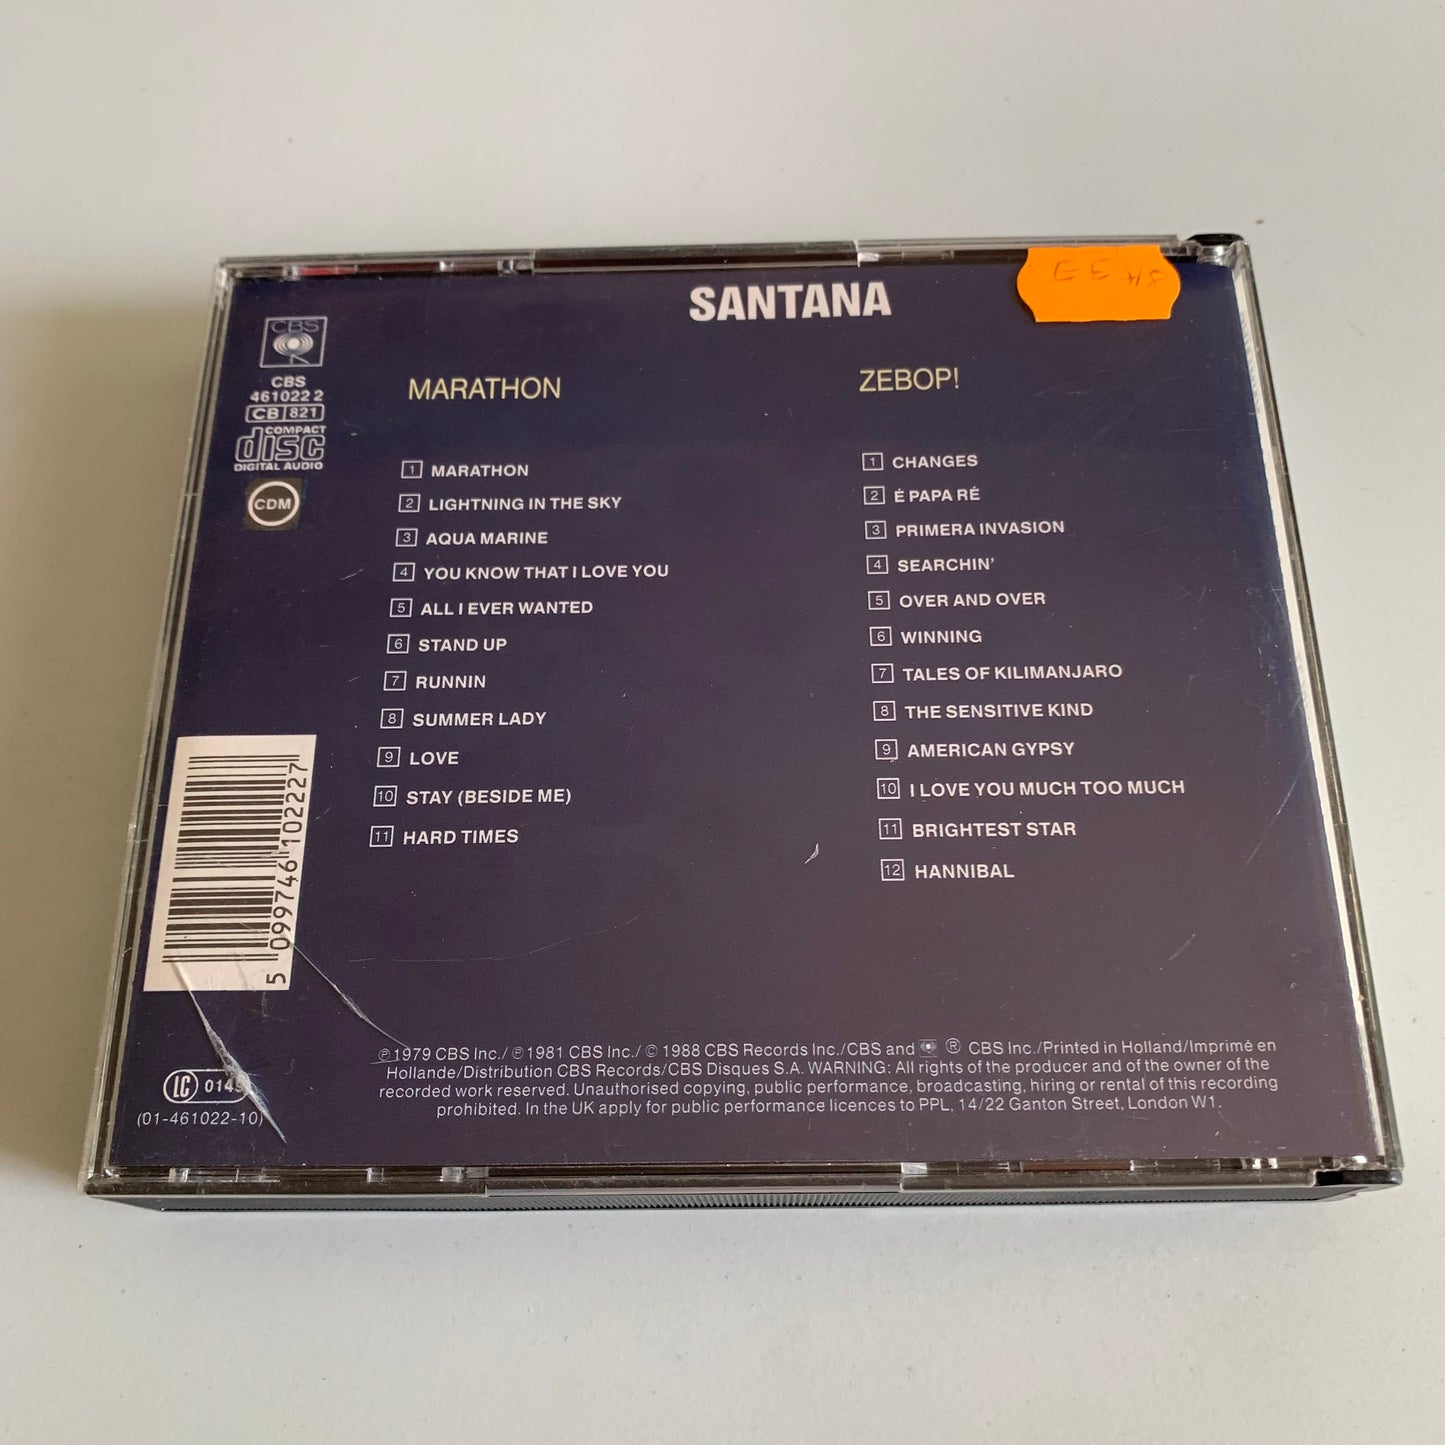 SANTANA
CBS
CBS
461022 2
CB 821
COMPACT
disc
DIGITAL AUDIO
CDM
MARATHON
1 MARATHON
2 LIGHTNING IN THE SKY
3 AQUA MARINE
4 YOU KNOW THAT I LOVE YOU
5 ALL I EVER WANTED
6 STAND UP
7 RUNNIN
8 SUMMER LADY
9 LOVE
10 STAY (BESIDE ME)
11 HARD TIMES
ZEBOP!
1 CHANGES
2 É PAPA RÉ
3 PRIMERA INVASION
4 SEARCHIN'
5 OVER AND OVER
6 WINNING
7 TALES OF KILIMANJARO
8 THE SENSITIVE KIND
9 AMERICAN GYPSY
10 I LOVE YOU MUCH TOO MUCH
11 BRIGHTEST STAR
12 HANNIBAL
5 099746 102227
LC 0149
(01-461022-10)
℗ 1979 CBS Inc./ ℗ 1981 CBS Inc./ © 1988 CBS Records Inc./CBS and ® CBS Inc./Printed in Holland/Imprimé en
Hollande/Distribution CBS Records/CBS Disques S.A. WARNING: All rights of the producer and of the owner of the
recorded work reserved. Unauthorised copying, public performance, broadcasting, hiring or rental of this recording
prohibited. In the UK apply for public performance licences to PPL, 14/22 Ganton Street, London W1.